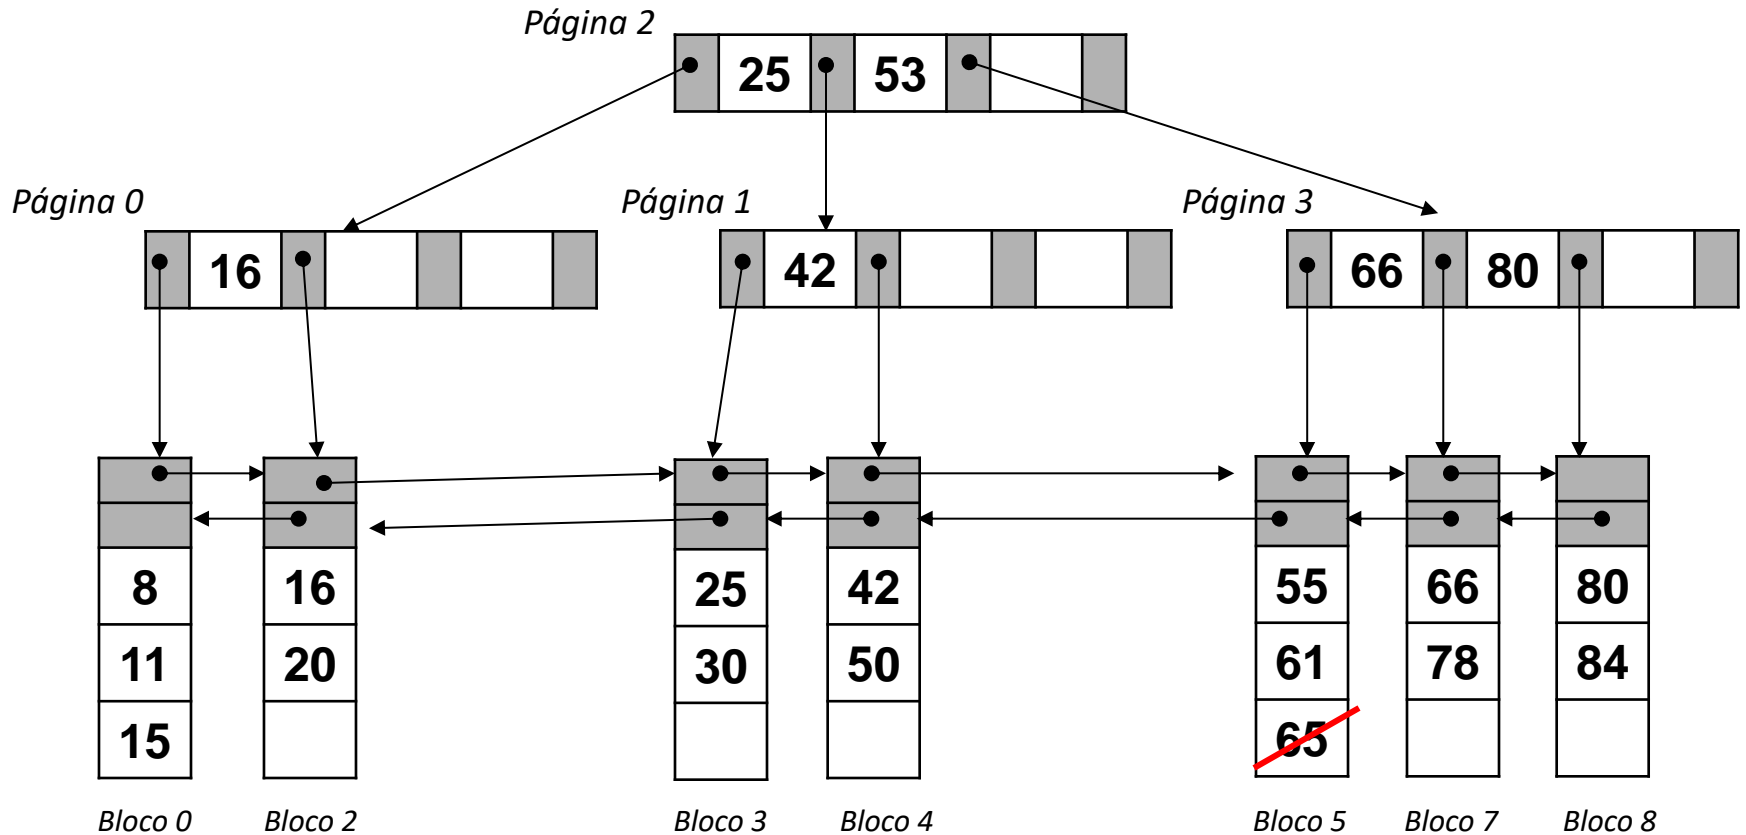 Página 2
25 53
Página 0
Página 1
Página 3
16
42
66 80
8 16 25 42 55 66 80
11 20 30 50 61 78 84
15 65
Bloco 0 Bloco 2 Bloco 3 Bloco 4 Bloco 5 Bloco 7 Bloco 8